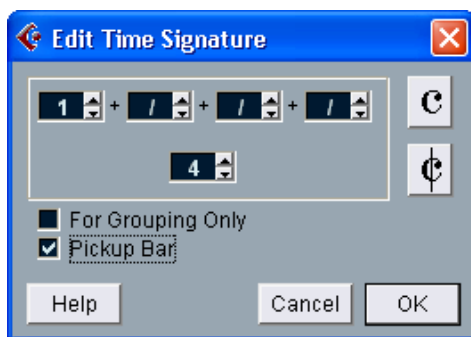 Edit Time Signature
1 + / + / + /
4
For Grouping Only
Pickup Bar
Help Cancel OK